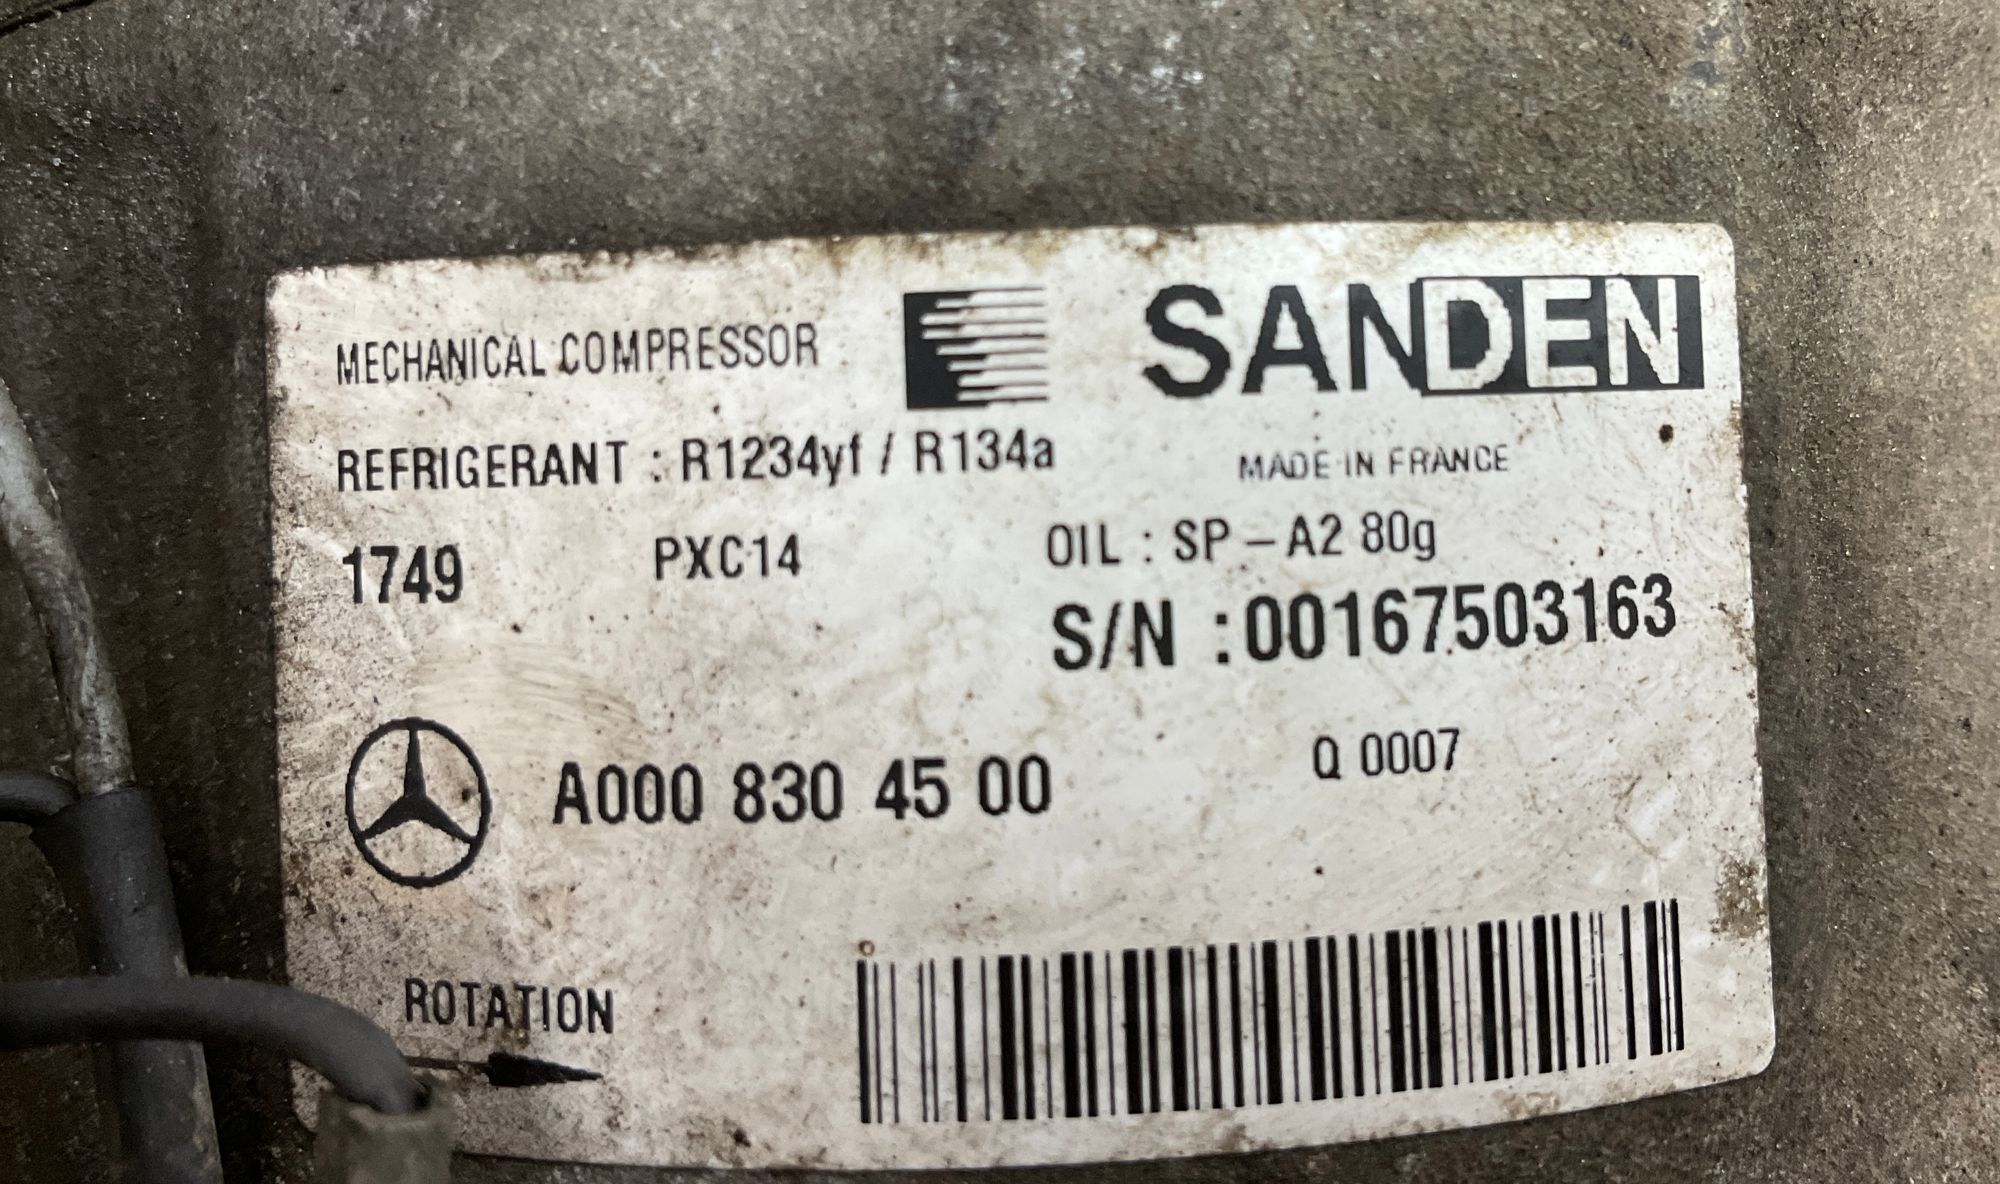 MECHANICAL COMPRESSOR
SANDEN
REFRIGERANT : R1234yf / R134a
MADE IN FRANCE
1749 PXC14 OIL : SP-A2 80g
S/N :00167503163
A000 830 45 00
Q 0007
ROTATION